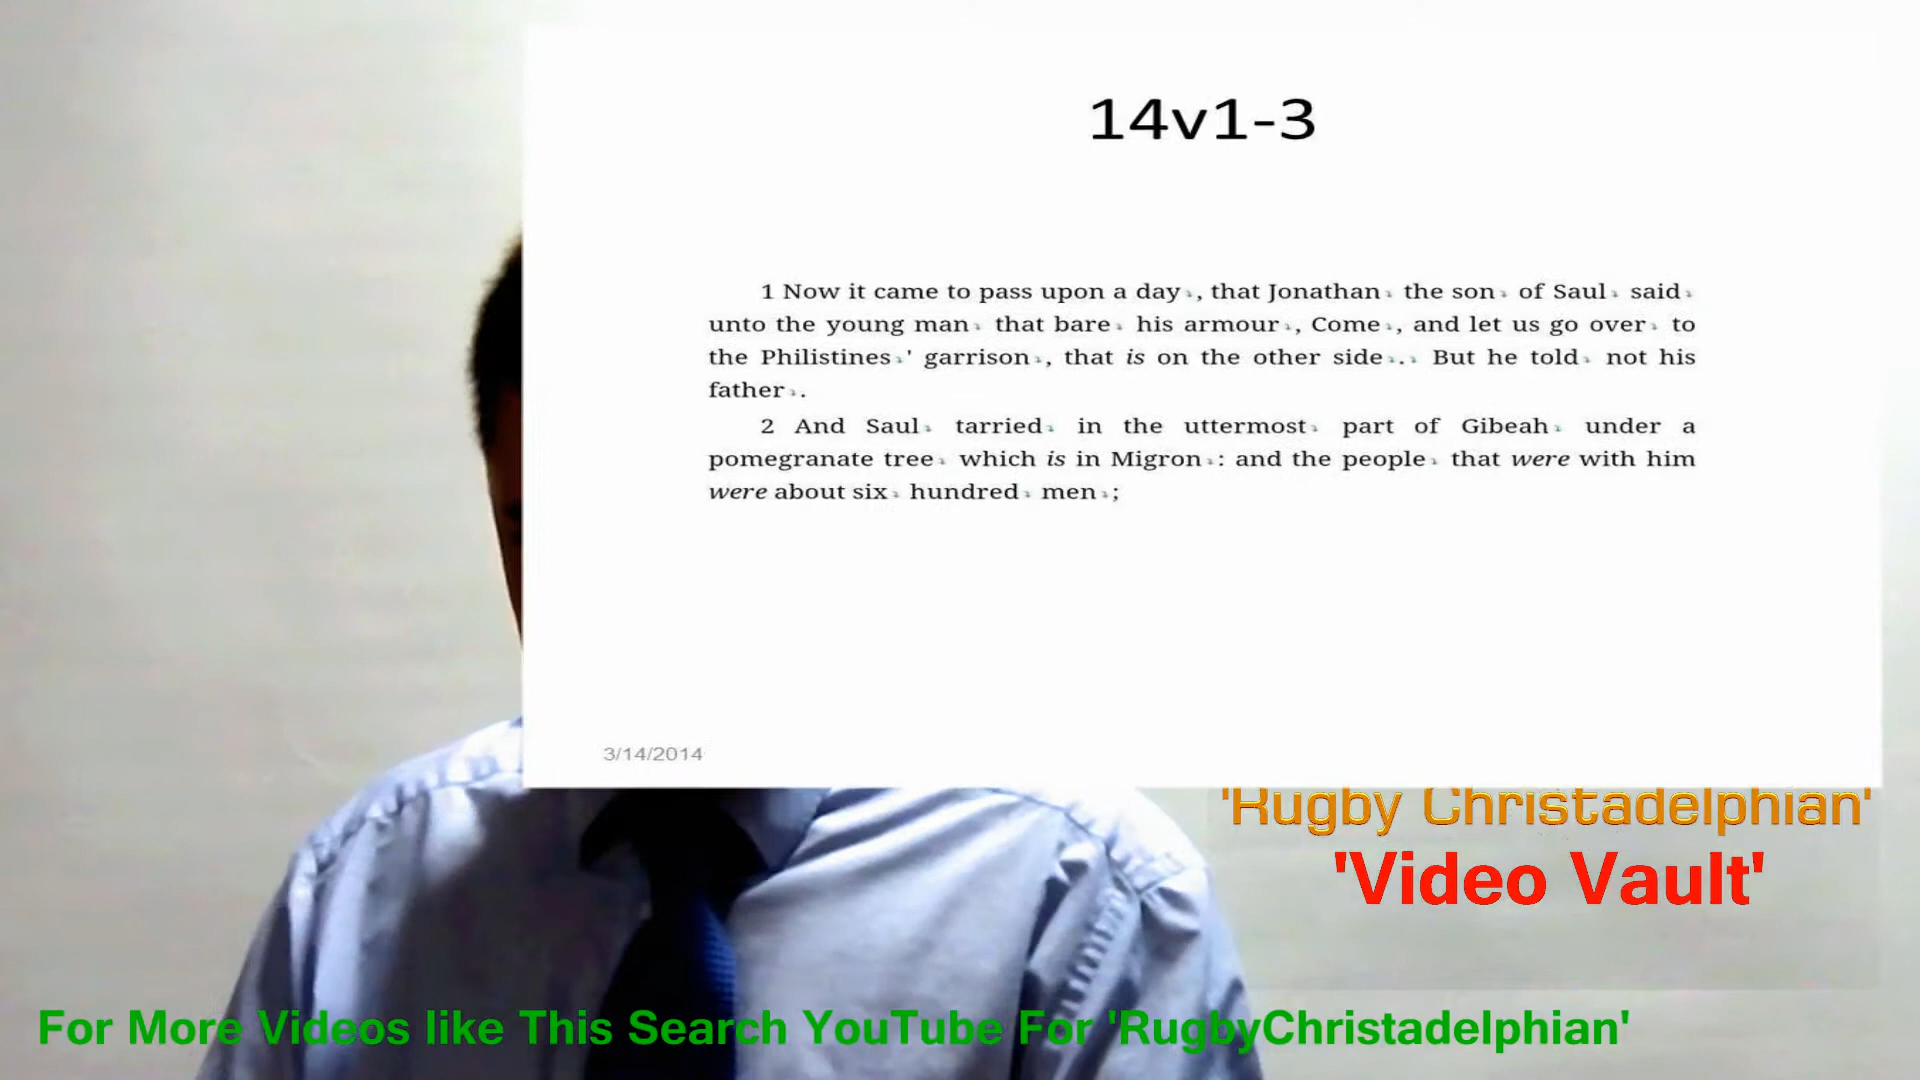 14v1-3
1 Now it came to pass upon a day, that Jonathan the son of Saul said
unto the young man that bare his armour, Come, and let us go over to
the Philistines' garrison, that is on the other side. But he told not his
father.
2 And Saul tarried in the uttermost part of Gibeah under a
pomegranate tree which is in Migron: and the people that were with him
were about six hundred men;
3/14/2014
'Rugby Christadelphian'
'Video Vault'
For More Videos like This Search YouTube For 'RugbyChristadelphian'